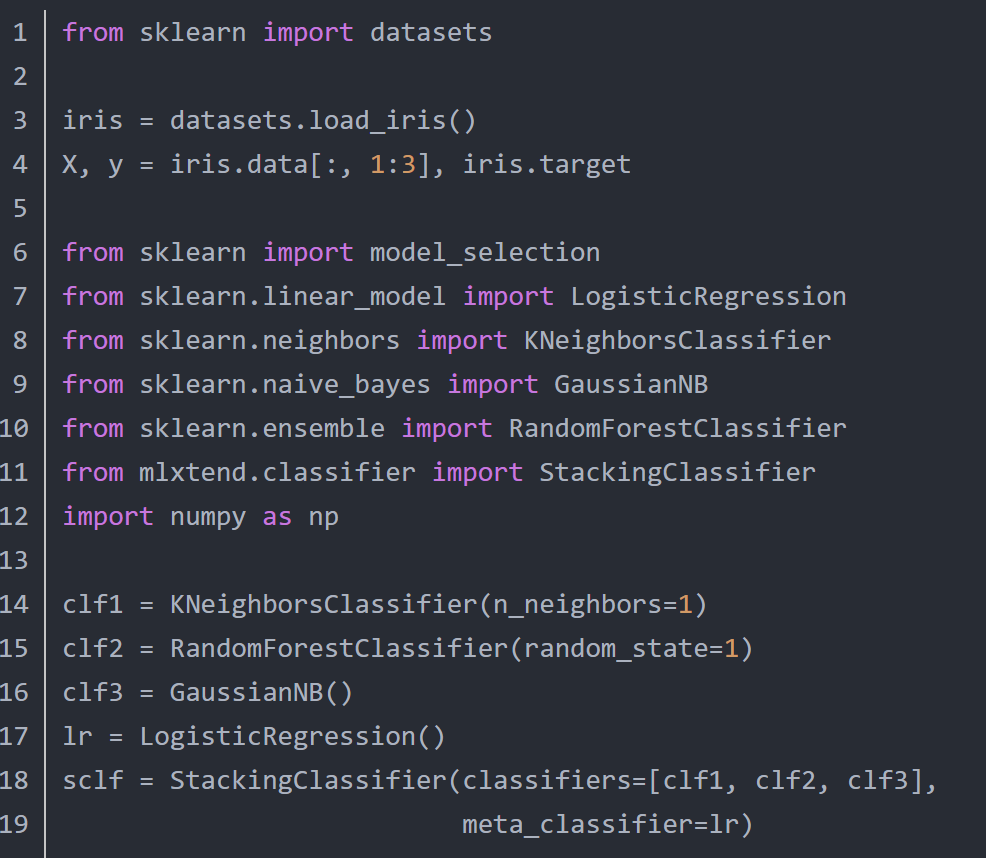 1 from sklearn import datasets
2
3 iris = datasets.load_iris()
4 X, y = iris.data[:, 1:3], iris.target
5
6 from sklearn import model_selection
7 from sklearn.linear_model import LogisticRegression
8 from sklearn.neighbors import KNeighborsClassifier
9 from sklearn.naive_bayes import GaussianNB
10 from sklearn.ensemble import RandomForestClassifier
11 from mlxtend.classifier import StackingClassifier
12 import numpy as np
13
14 clf1 = KNeighborsClassifier(n_neighbors=1)
15 clf2 = RandomForestClassifier(random_state=1)
16 clf3 = GaussianNB()
17 lr = LogisticRegression()
18 sclf = StackingClassifier(classifiers=[clf1, clf2, clf3],
19                           meta_classifier=lr)